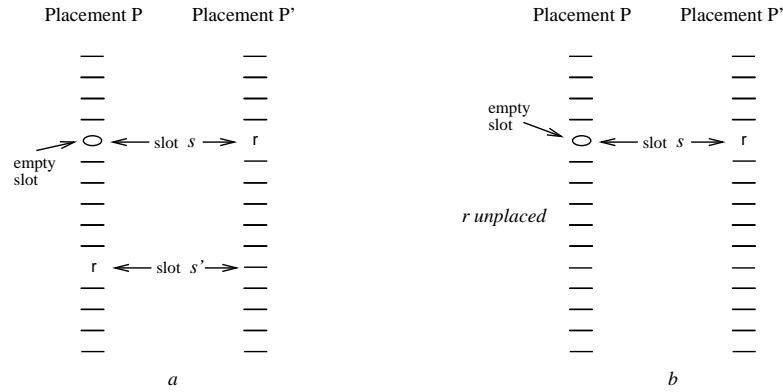 Placement P Placement P'
slot s r
empty
slot
r slot s'
a
Placement P Placement P'
empty
slot
slot s r
r unplaced
b